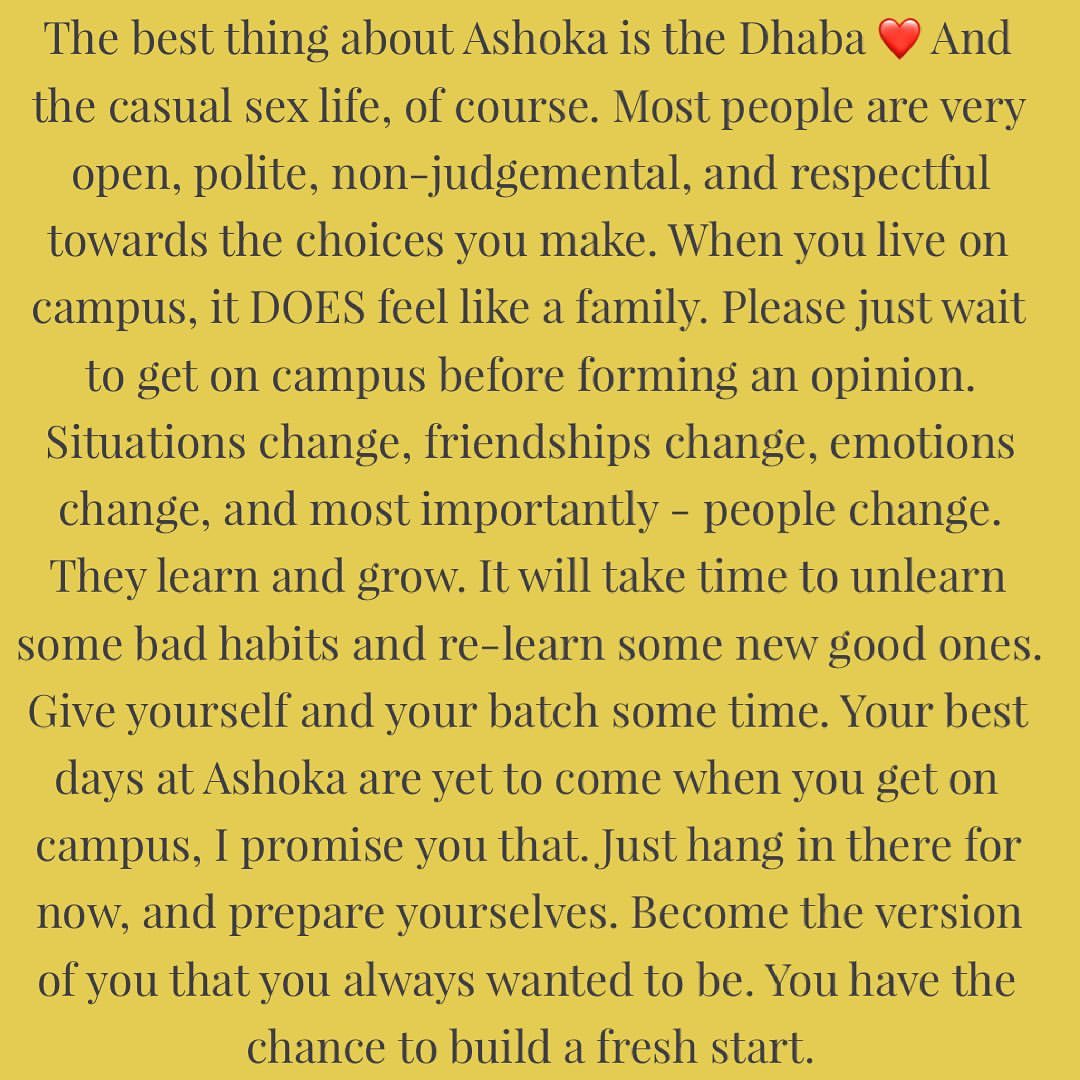 The best thing about Ashoka is the Dhaba ❤️ And
the casual sex life, of course. Most people are very
open, polite, non-judgemental, and respectful
towards the choices you make. When you live on
campus, it DOES feel like a family. Please just wait
to get on campus before forming an opinion.
Situations change, friendships change, emotions
change, and most importantly - people change.
They learn and grow. It will take time to unlearn
some bad habits and re-learn some new good ones.
Give yourself and your batch some time. Your best
days at Ashoka are yet to come when you get on
campus, I promise you that. Just hang in there for
now, and prepare yourselves. Become the version
of you that you always wanted to be. You have the
chance to build a fresh start.